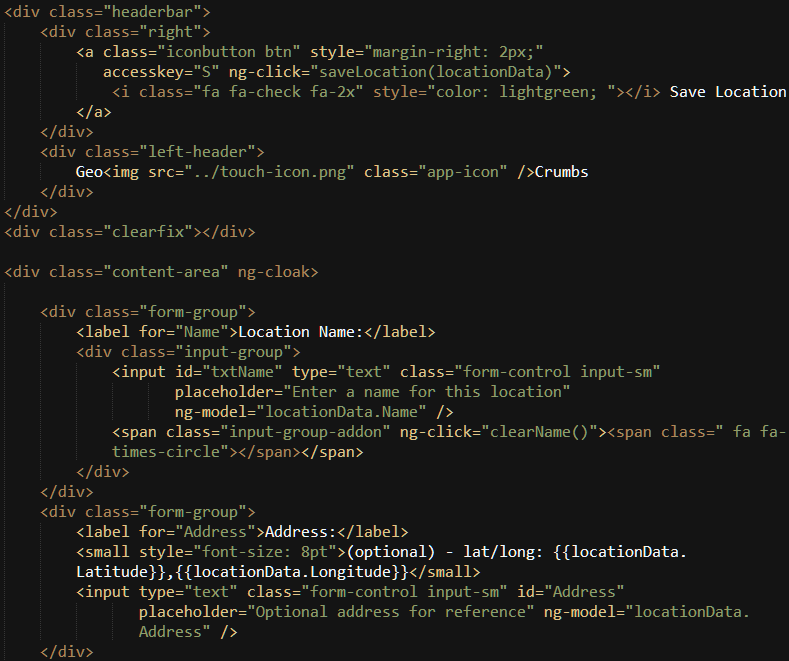 <div class="headerbar">
    <div class="right">
        <a class="iconbutton btn" style="margin-right: 2px;"
           accesskey="S" ng-click="saveLocation(locationData)">
            <i class="fa fa-check fa-2x" style="color: lightgreen; "></i> Save Location
        </a>
    </div>
    <div class="left-header">
        Geo<img src="../touch-icon.png" class="app-icon" />Crumbs
    </div>
</div>
<div class="clearfix"></div>

<div class="content-area" ng-cloak>

    <div class="form-group">
        <label for="Name">Location Name:</label>
        <div class="input-group">
            <input id="txtName" type="text" class="form-control input-sm"
                   placeholder="Enter a name for this location"
                   ng-model="locationData.Name" />
            <span class="input-group-addon" ng-click="clearName()"><span class=" fa fa-
            times-circle"></span></span>
        </div>
    </div>
    <div class="form-group">
        <label for="Address">Address:</label>
        <small style="font-size: 8pt">(optional) - lat/long: {{locationData.
        Latitude}},{{locationData.Longitude}}</small>
        <input type="text" class="form-control input-sm" id="Address"
               placeholder="Optional address for reference" ng-model="locationData.
               Address" />
    </div>